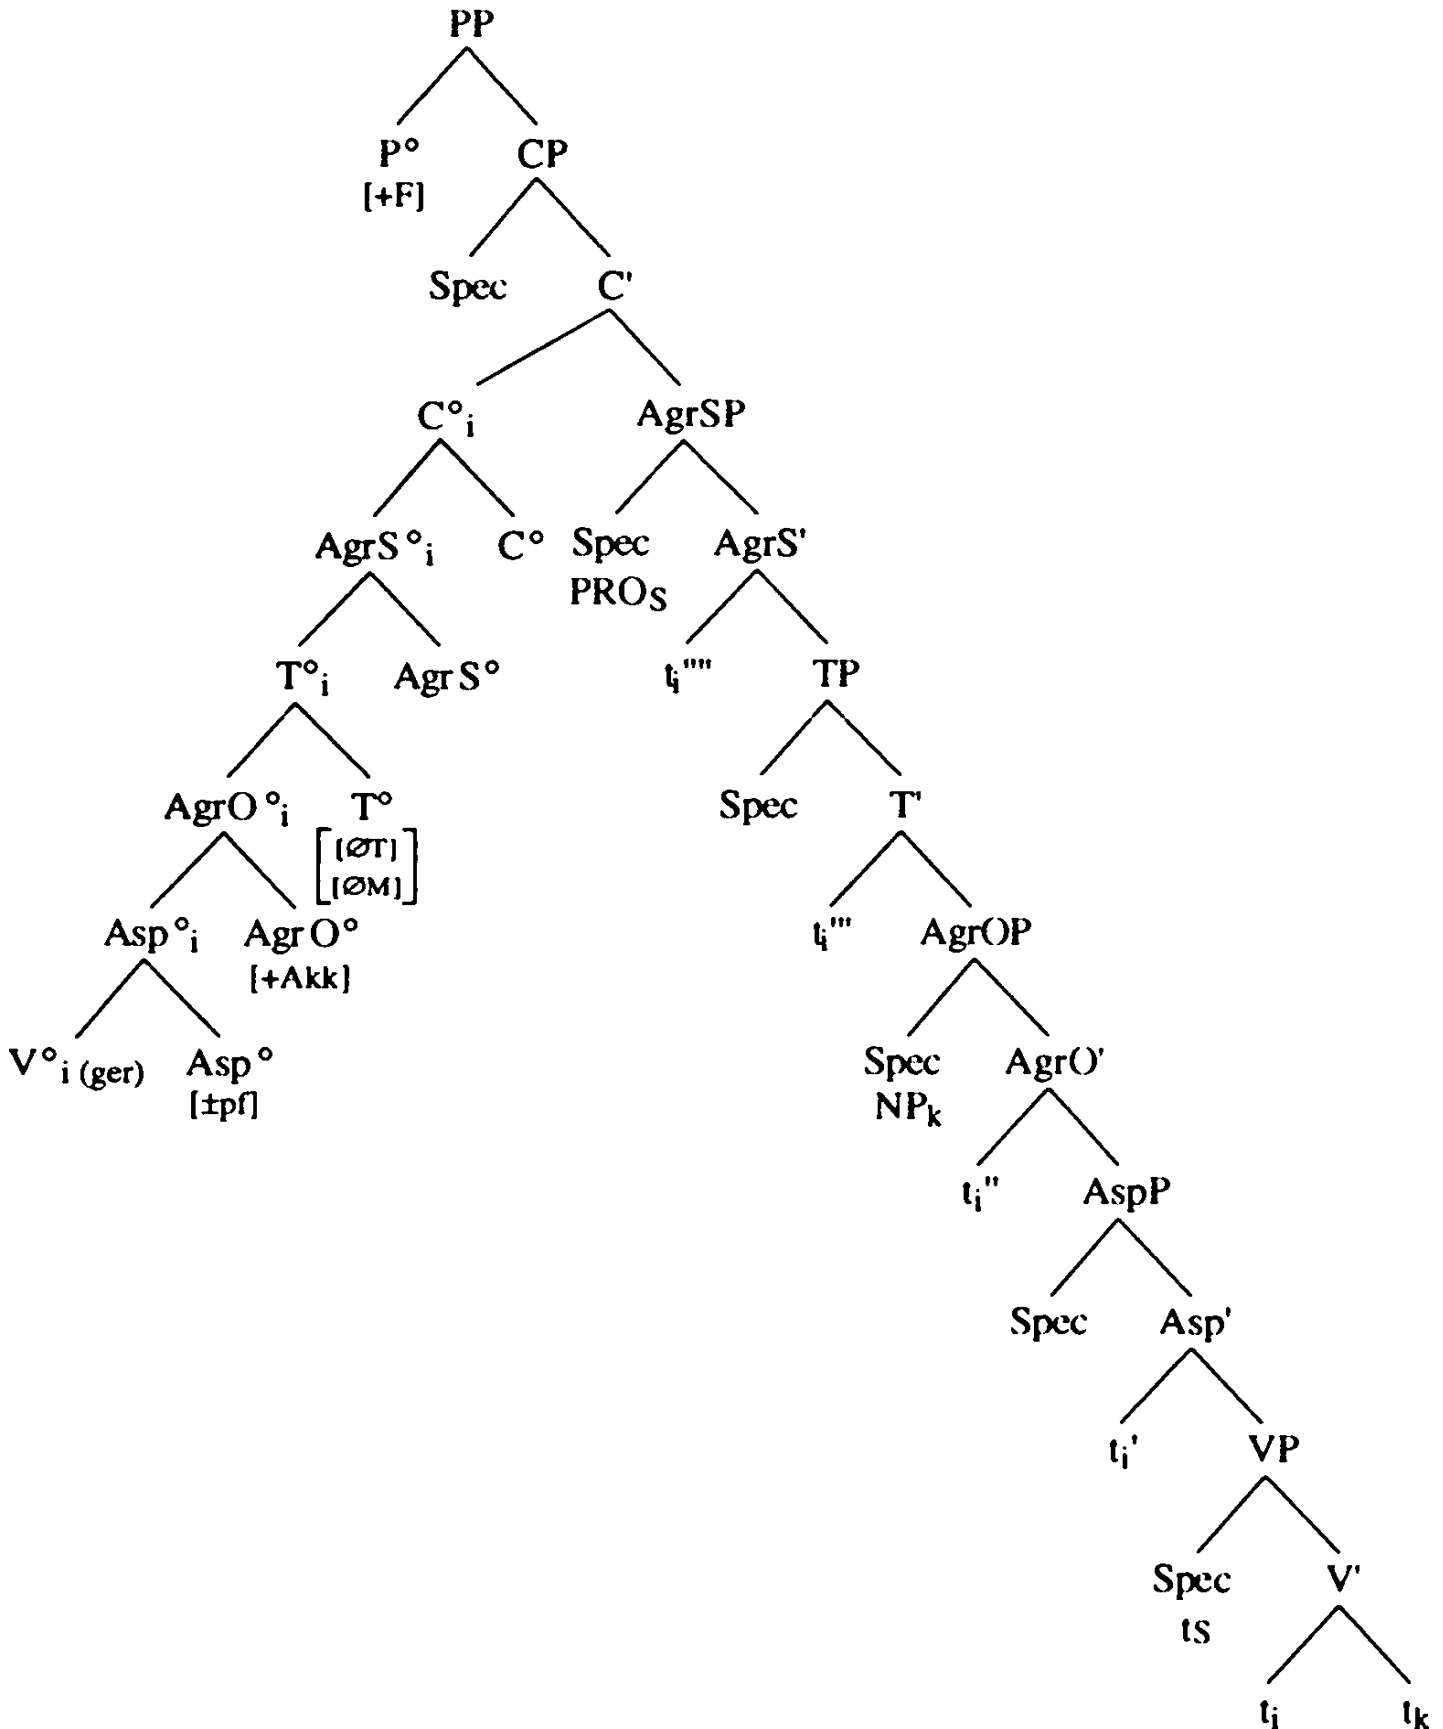 PP
P° CP
[+F]
Spec C'
C°i AgrSP
AgrS°i C° Spec AgrS'
PROS
T°i AgrS° ti'''' TP
Spec T'
AgrO°i T°
[ØT]
[ØM]
ti''' AgrOP
Asp°i AgrO°
[+Akk]
V°i (ger) Asp° Spec AgrO'
[±pf] NPk
ti'' AspP
Spec Asp'
ti' VP
Spec V'
tS
ti tk